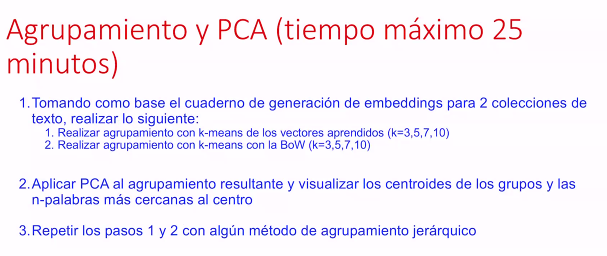 Agrupamiento y PCA (tiempo máximo 25
minutos)
1.Tomando como base el cuaderno de generación de embeddings para 2 colecciones de
texto, realizar lo siguiente:
1. Realizar agrupamiento con k-means de los vectores aprendidos (k=3,5,7,10)
2. Realizar agrupamiento con k-means con la BoW (k=3,5,7,10)
2.Aplicar PCA al agrupamiento resultante y visualizar los centroides de los grupos y las
n-palabras más cercanas al centro
3.Repetir los pasos 1 y 2 con algún método de agrupamiento jerárquico